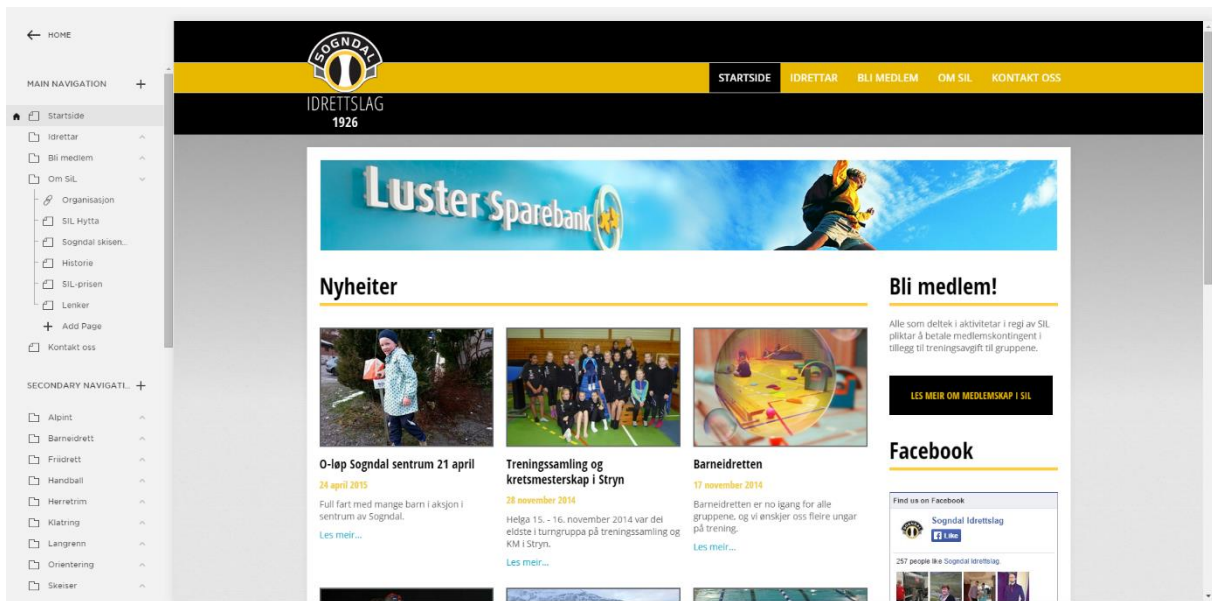 HOME
MAIN NAVIGATION
Startside
Idrettar
Bli medlem
Om SiL
Organisasjon
SIL Hytta
Sogndal skisen...
Historie
SIL-prisen
Lenker
Add Page
Kontakt oss
SECONDARY NAVIGATI...
Alpint
Barneidrett
Friidrett
Handball
Herretrim
Klatring
Langrenn
Orientering
Skeiser
SOGNDAL
IDRETTSLAG
1926
STARTSIDE IDRETTAR BLI MEDLEM OM SIL KONTAKT OSS
Luster Sparebank
Nyheiter
O-løp Sogndal sentrum 21 april
24 april 2015
Full fart med mange barn i aksjon i
sentrum av Sogndal.
Les meir...
Treningssamling og
kretsmesterskap i Stryn
28 november 2014
Helga 15. - 16. november 2014 var dei
eldste i turngruppa på treningssamling og
KM i Stryn.
Les meir...
Barneidretten
17 november 2014
Barneidretten er no igang for alle
gruppene, og vi ønskjer oss fleire ungar
på trening.
Les meir...
Bli medlem!
Alle som deltek i aktivitetar i regi av SIL
pliktar å betale medlemskontingent i
tillegg til treningsavgift til gruppene.
LES MEIR OM MEDLEMSKAP I SIL
Facebook
Find us on Facebook
Sogndal Idrettslag
Like
257 people like Sogndal Idrettslag.